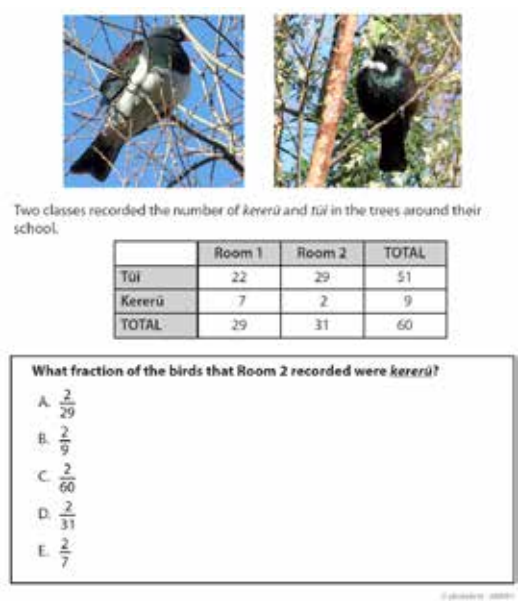 Two classes recorded the number of kererū and tūī in the trees around their
school.
Room 1 Room 2 TOTAL
Tūī 22 29 51
Kererū 7 2 9
TOTAL 29 31 60
What fraction of the birds that Room 2 recorded were kererū?
A. 2/29
B. 2/9
C. 2/60
D. 2/31
E. 2/7